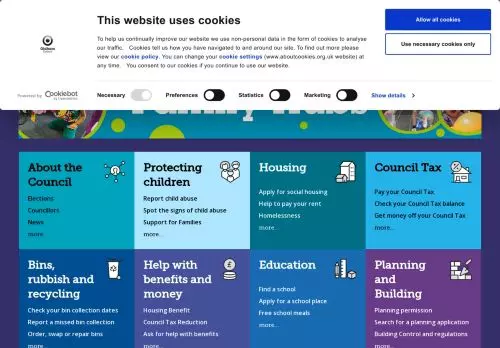 This website uses cookies
To help us continually improve our website we use non-personal data in the form of cookies to analyse
our traffic. Cookies tell us how you have navigated to and around our site. To find out more please
view our cookie policy. You can change your cookie settings (www.aboutcookies.org.uk website) at
any time. You consent to our cookies if you continue to use our website.
Allow all cookies
Use necessary cookies only
Oldham
Council
Powered by Cookiebot
by Usercentrics
Necessary
Preferences
Statistics
Marketing
Show details
Family Hubs
About the
Council
Elections
Councillors
News
more...
Protecting
children
Report child abuse
Spot the signs of child abuse
Support for Families
more...
Housing
Apply for social housing
Help to pay your rent
Homelessness
more...
Council Tax
Pay your Council Tax
Check your Council Tax balance
Get money off your Council Tax
more...
Bins,
rubbish and
recycling
Check your bin collection dates
Report a missed bin collection
Order, swap or repair bins
more...
Help with
benefits and
money
Housing Benefit
Council Tax Reduction
Ask for help with benefits
more...
Education
Find a school
Apply for a school place
Free school meals
more...
Planning
and
Building
Planning permission
Search for a planning application
Building Control and regulations
more...